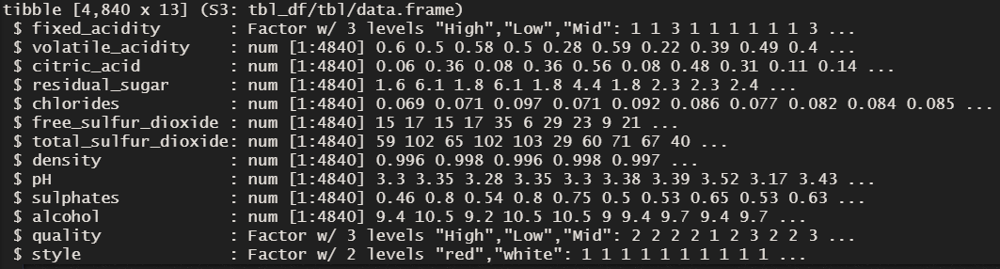 tibble [4,840 x 13] (S3: tbl_df/tbl/data.frame)
$ fixed_acidity : Factor w/ 3 levels "High","Low","Mid": 1 1 3 1 1 1 1 1 1 3 ...
$ volatile_acidity : num [1:4840] 0.6 0.5 0.58 0.5 0.28 0.59 0.22 0.39 0.49 0.4 ...
$ citric_acid : num [1:4840] 0.06 0.36 0.08 0.36 0.56 0.08 0.48 0.31 0.11 0.14 ...
$ residual_sugar : num [1:4840] 1.6 6.1 1.8 6.1 1.8 4.4 1.8 2.3 2.3 2.4 ...
$ chlorides : num [1:4840] 0.069 0.071 0.097 0.071 0.092 0.086 0.077 0.082 0.084 0.085 ...
$ free_sulfur_dioxide : num [1:4840] 15 17 15 17 35 6 29 23 9 21 ...
$ total_sulfur_dioxide: num [1:4840] 59 102 65 102 103 29 60 71 67 40 ...
$ density : num [1:4840] 0.996 0.998 0.996 0.998 0.997 ...
$ pH : num [1:4840] 3.3 3.35 3.28 3.35 3.3 3.38 3.39 3.52 3.17 3.43 ...
$ sulphates : num [1:4840] 0.46 0.8 0.54 0.8 0.75 0.5 0.53 0.65 0.53 0.63 ...
$ alcohol : num [1:4840] 9.4 10.5 9.2 10.5 10.5 9 9.4 9.7 9.4 9.7 ...
$ quality : Factor w/ 3 levels "High","Low","Mid": 2 2 2 2 1 2 3 2 2 3 ...
$ style : Factor w/ 2 levels "red","white": 1 1 1 1 1 1 1 1 1 1 ...